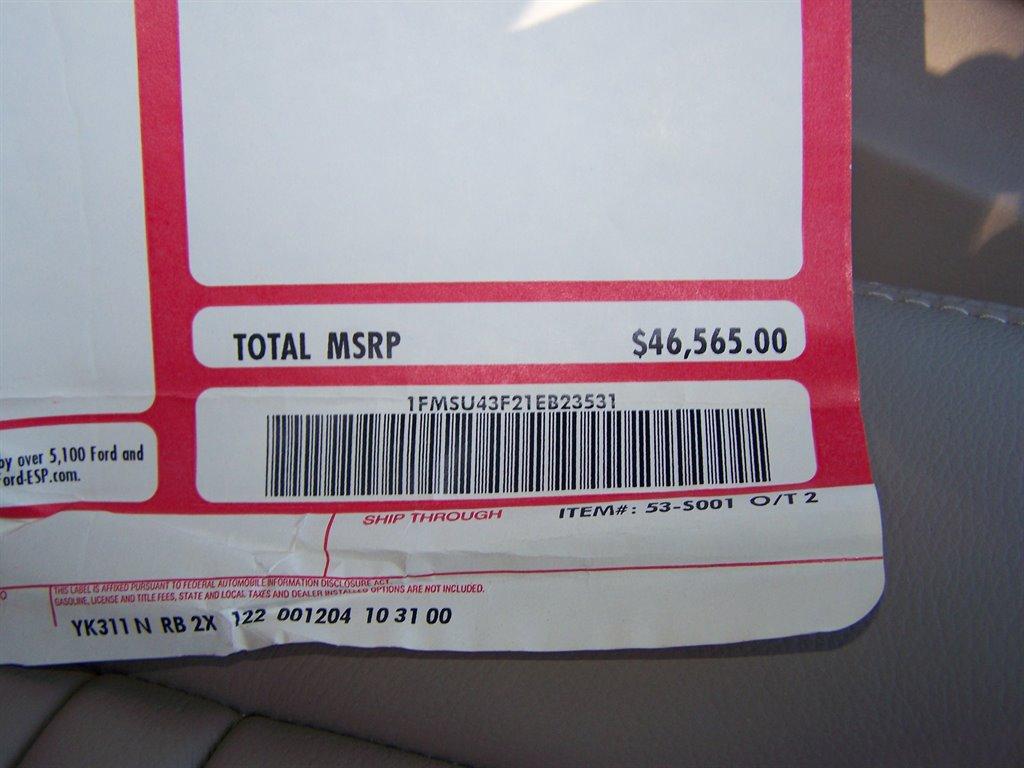 TOTAL MSRP $46,565.00
1FMSU43F21EB23531
by over 5,100 Ford and
Ford-ESP.com.
SHIP THROUGH
ITEM#: 53-S001 O/T 2
THIS LABEL IS AFFIXED PURSUANT TO FEDERAL AUTOMOBILE INFORMATION DISCLOSURE ACT.
GASOLINE, LICENSE AND TITLE FEES, STATE AND LOCAL TAXES AND DEALER INSTALLED OPTIONS ARE NOT INCLUDED.
YK311 N RB 2X 122 001204 10 31 00